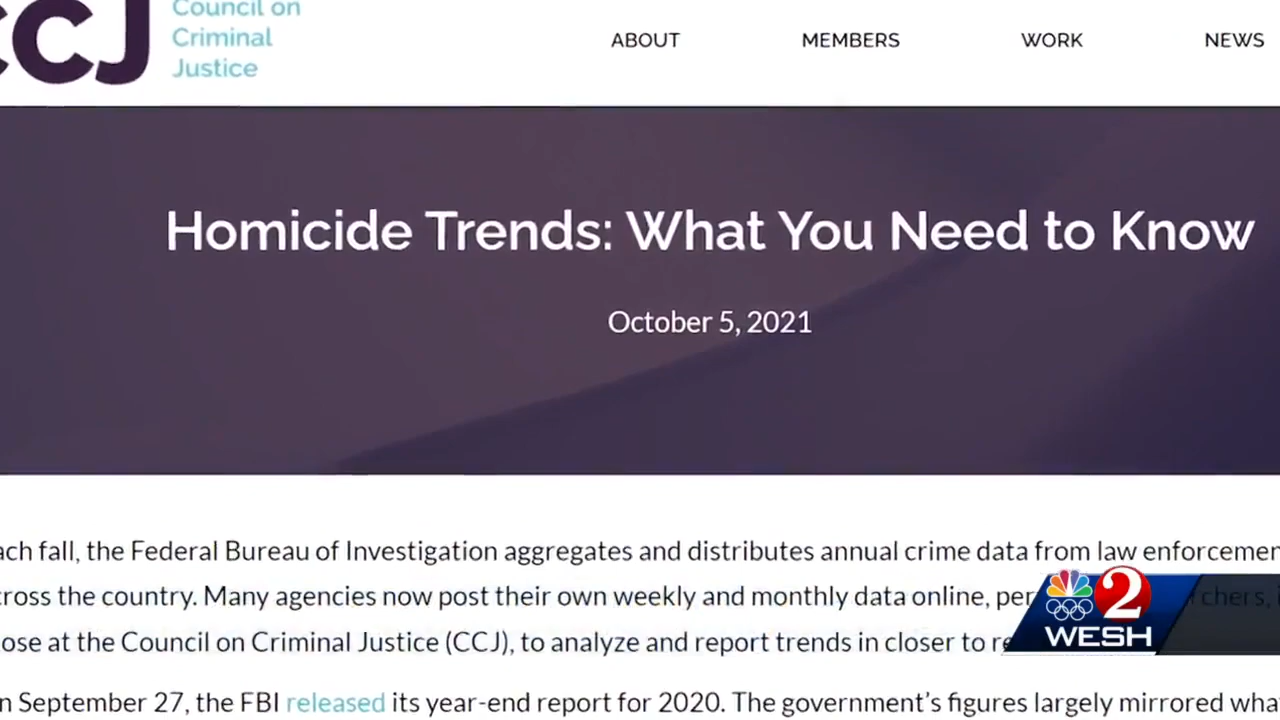 CCJ
Council on
Criminal
Justice
ABOUT
MEMBERS
WORK
NEWS
Homicide Trends: What You Need to Know
October 5, 2021
ach fall, the Federal Bureau of Investigation aggregates and distributes annual crime data from law enforcemen
cross the country. Many agencies now post their own weekly and monthly data online, per rchers,
ose at the Council on Criminal Justice (CCJ), to analyze and report trends in closer to re
n September 27, the FBI released its year-end report for 2020. The government's figures largely mirrored wha
2
WESH